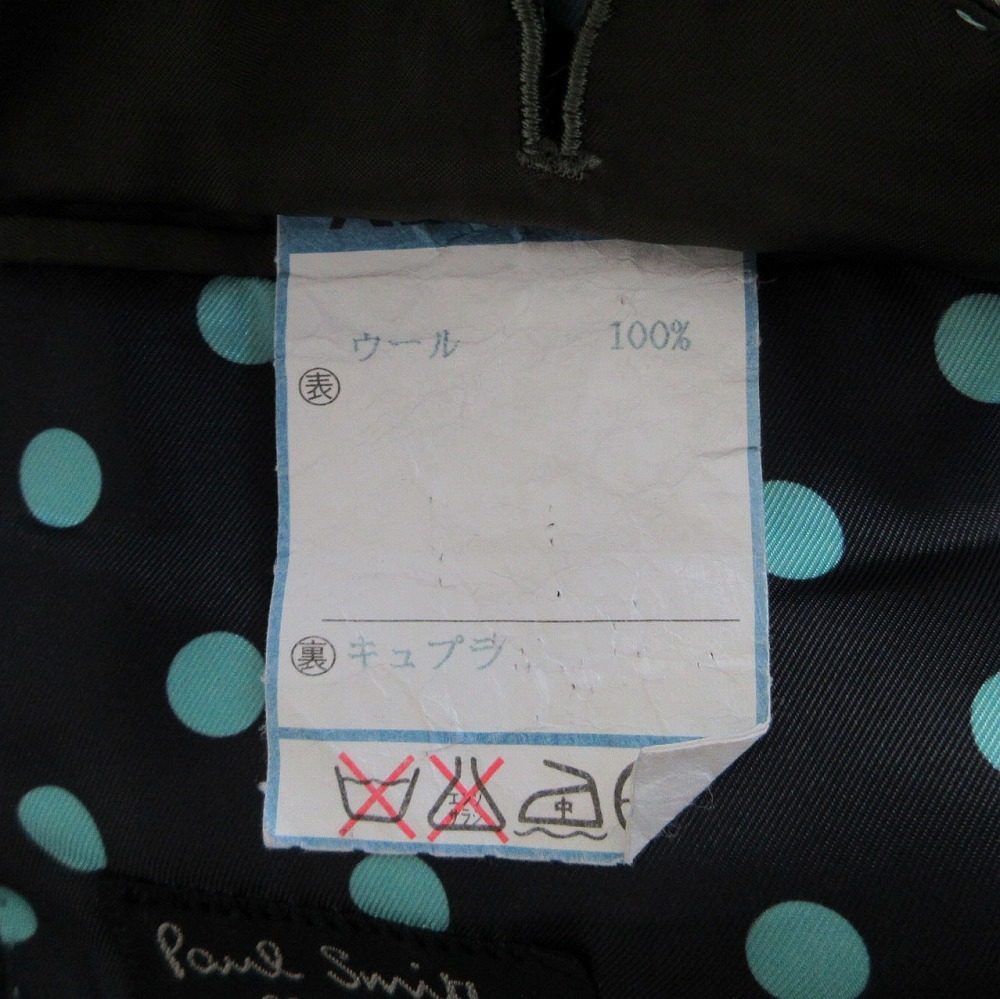 ウール 100%
表
裏 キュプラ
エンソ
サラシ
中
Paul Smith